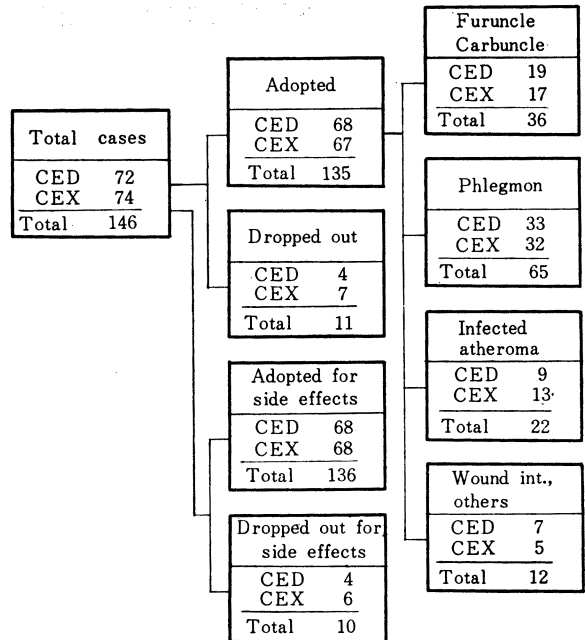 Total cases
CED 72
CEX 74
Total 146
Adopted
CED 68
CEX 67
Total 135
Dropped out
CED 4
CEX 7
Total 11
Adopted for
side effects
CED 68
CEX 68
Total 136
Dropped out for
side effects
CED 4
CEX 6
Total 10
Furuncle
Carbuncle
CED 19
CEX 17
Total 36
Phlegmon
CED 33
CEX 32
Total 65
Infected
atheroma
CED 9
CEX 13
Total 22
Wound int.,
others
CED 7
CEX 5
Total 12